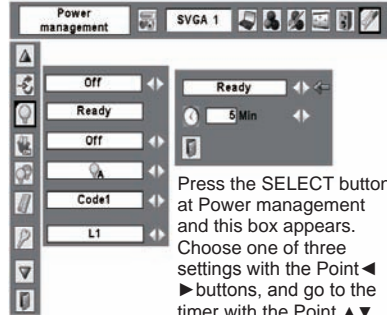 Power
management
SVGA 1
Off
Ready
Off
A
Code1
L1
Ready
5 Min
Press the SELECT button
at Power management
and this box appears.
Choose one of three
settings with the Point◄
►buttons, and go to the
timer with the Point ▲▼